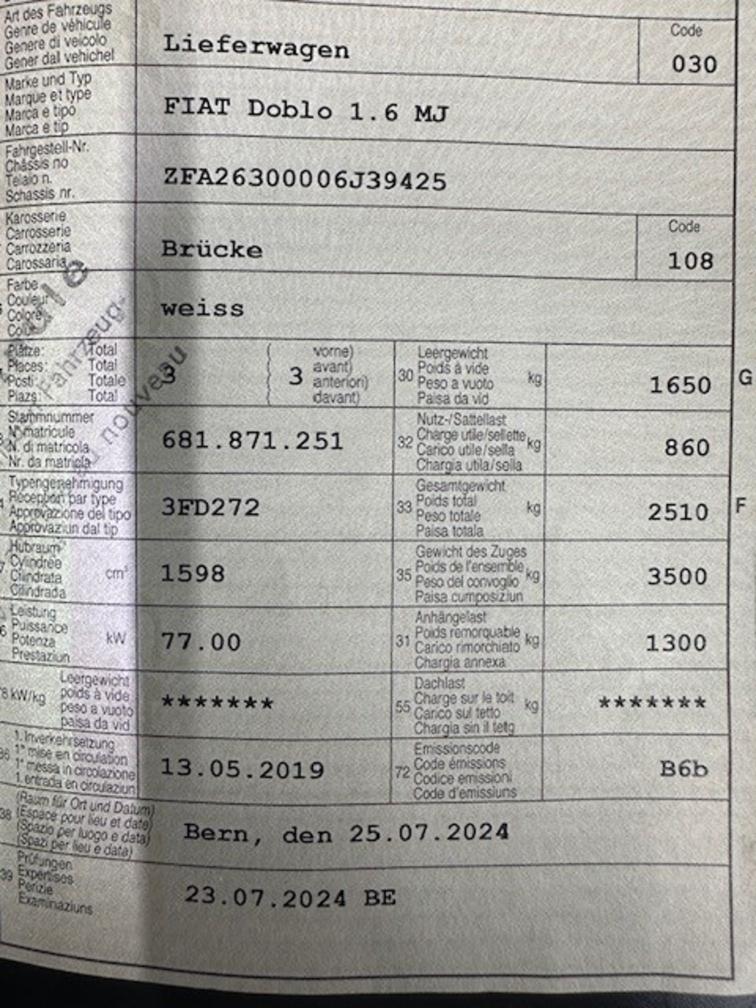 Art des Fahrzeugs
Genre de véhicule
Genere di veicolo
Gener dal vehichel
Lieferwagen
Code
030
Marke und Typ
Marque et type
Marca e tipo
Marca e tip
FIAT Doblo 1.6 MJ
Fahrgestell-Nr.
Châssis no
Telaio n.
Schassis nr.
ZFA26300006J39425
Karosserie
Carrosserie
Carrozzeria
Carossaria
Brücke
Code
108
Farbe
Couleur
Colore
weiss
Plätze: Total
Places: Total
Posti: Totale
Plazs: Total
3
( vorne)
( avant)
( 3 anteriori)
( davant)
30
Leergewicht
Poids à vide
Peso a vuoto
Paisa da vid
kg
1650
G
Stammnummer
N° matricule
N. di matricola
Nr. da matricla
681.871.251
32
Nutz-/Sattellast
Charge utile/sellette
Carico utile/sella
Chargia utila/sella
kg
860
Typengenehmigung
Réception par type
Approvazione del tipo
Approvaziun dal tip
3FD272
33
Gesamtgewicht
Poids total
Peso totale
Paisa totala
kg
2510
F
Hubraum
Cylindrée
Cilindrata
Cilindrada
cm³
1598
35
Gewicht des Zuges
Poids de l'ensemble
Peso del convoglio
Paisa cumposiziun
kg
3500
Leistung
Puissance
Potenza
Prestaziun
kW
77.00
31
Anhängelast
Poids remorquable
Carico rimorchiato
Chargia annexa
kg
1300
kW/kg
Leergewicht
poids à vide
peso a vuoto
paisa da vid
*******
55
Dachlast
Charge sur le toit
Carico sul tetto
Chargia sin il tetg
kg
*******
1. Inverkehrsetzung
1re mise en circulation
1a messa in circolazione
1. entrada en circulaziun
13.05.2019
72
Emissionscode
Code émissions
Codice emissioni
Code d'emissiuns
B6b
38
(Raum für Ort und Datum)
(Espace pour lieu et date)
(Spazio per luogo e data)
(Spazi per lieu e data)
Bern, den 25.07.2024
39
Prüfungen
Expertises
Perizie
Examinaziuns
23.07.2024 BE